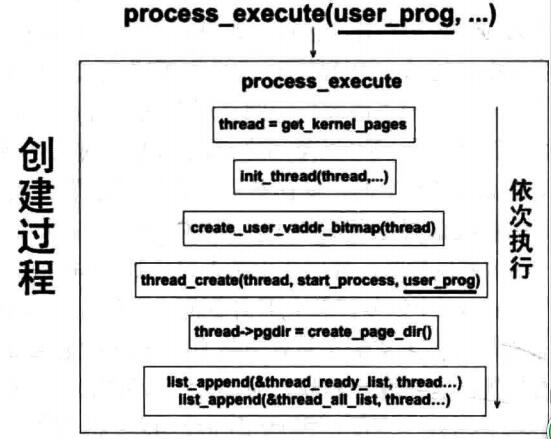 process_execute(user_prog, ...)
process_execute
thread = get_kernel_pages
init_thread(thread,...)
create_user_vaddr_bitmap(thread)
thread_create(thread, start_process, user_prog)
thread->pgdir = create_page_dir()
list_append(&thread_ready_list, thread...)
list_append(&thread_all_list, thread...)
创建过程
依次执行